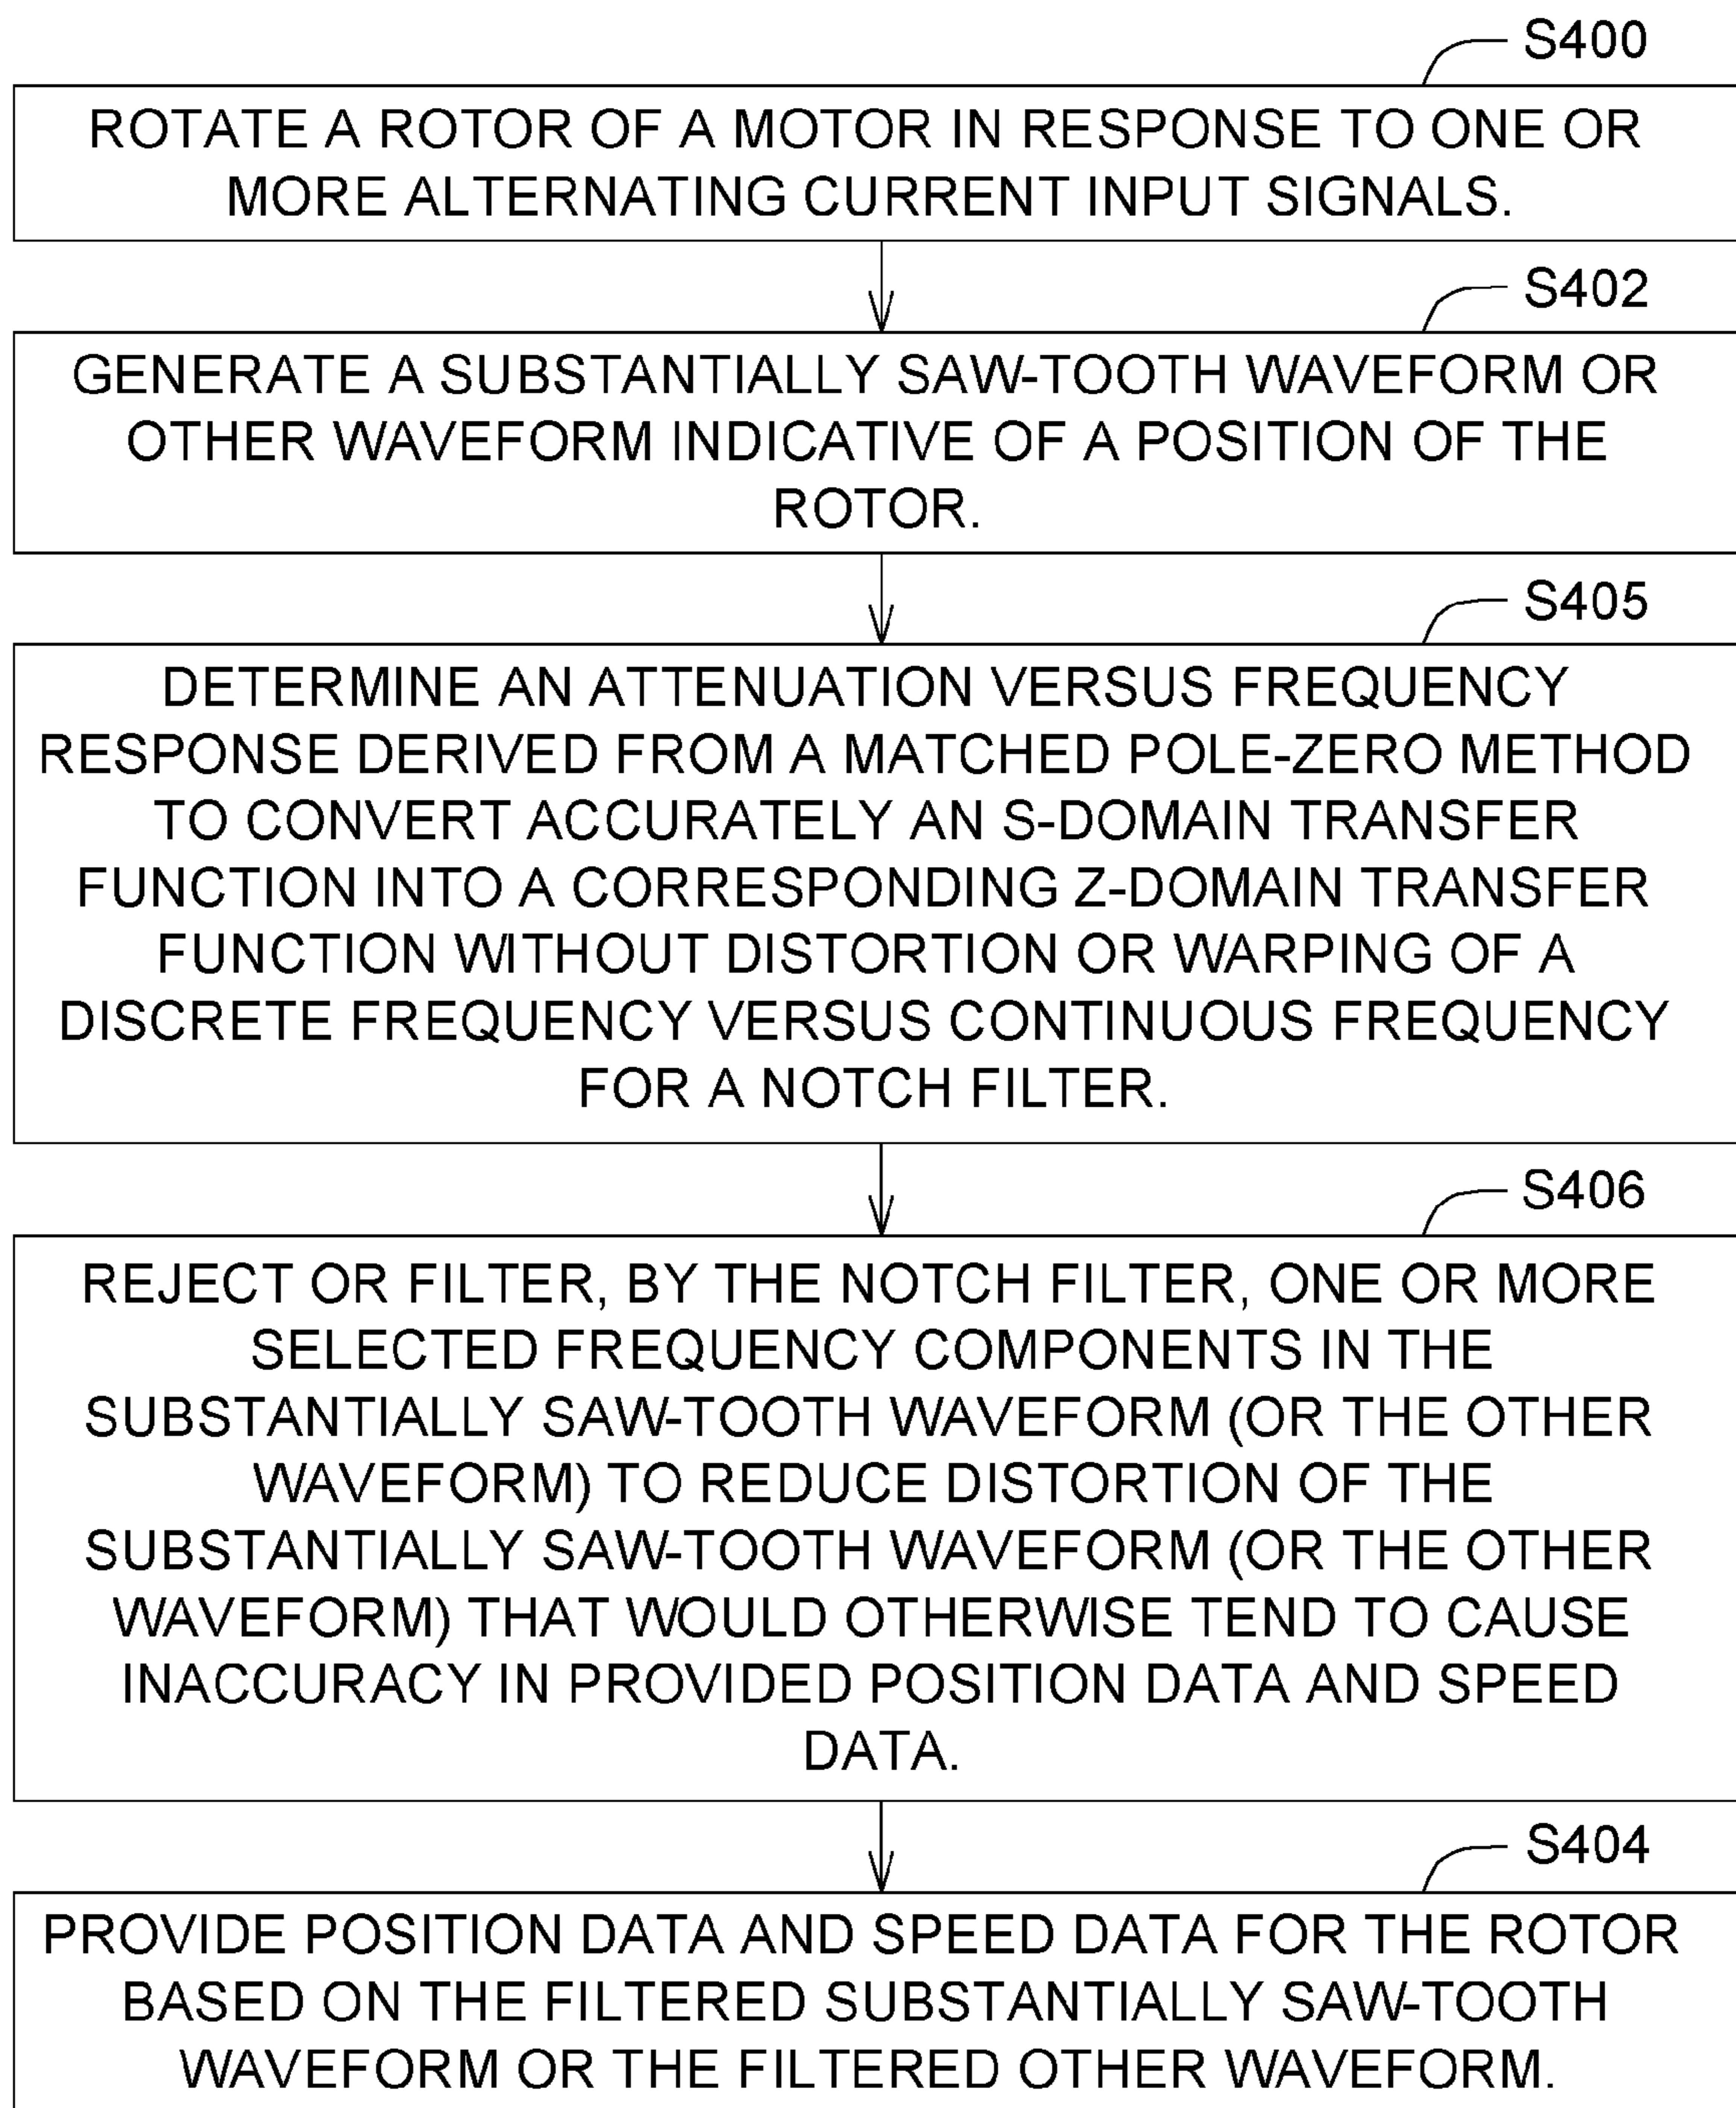 S400
ROTATE A ROTOR OF A MOTOR IN RESPONSE TO ONE OR
MORE ALTERNATING CURRENT INPUT SIGNALS.
S402
GENERATE A SUBSTANTIALLY SAW-TOOTH WAVEFORM OR
OTHER WAVEFORM INDICATIVE OF A POSITION OF THE
ROTOR.
S405
DETERMINE AN ATTENUATION VERSUS FREQUENCY
RESPONSE DERIVED FROM A MATCHED POLE-ZERO METHOD
TO CONVERT ACCURATELY AN S-DOMAIN TRANSFER
FUNCTION INTO A CORRESPONDING Z-DOMAIN TRANSFER
FUNCTION WITHOUT DISTORTION OR WARPING OF A
DISCRETE FREQUENCY VERSUS CONTINUOUS FREQUENCY
FOR A NOTCH FILTER.
S406
REJECT OR FILTER, BY THE NOTCH FILTER, ONE OR MORE
SELECTED FREQUENCY COMPONENTS IN THE
SUBSTANTIALLY SAW-TOOTH WAVEFORM (OR THE OTHER
WAVEFORM) TO REDUCE DISTORTION OF THE
SUBSTANTIALLY SAW-TOOTH WAVEFORM (OR THE OTHER
WAVEFORM) THAT WOULD OTHERWISE TEND TO CAUSE
INACCURACY IN PROVIDED POSITION DATA AND SPEED
DATA.
S404
PROVIDE POSITION DATA AND SPEED DATA FOR THE ROTOR
BASED ON THE FILTERED SUBSTANTIALLY SAW-TOOTH
WAVEFORM OR THE FILTERED OTHER WAVEFORM.